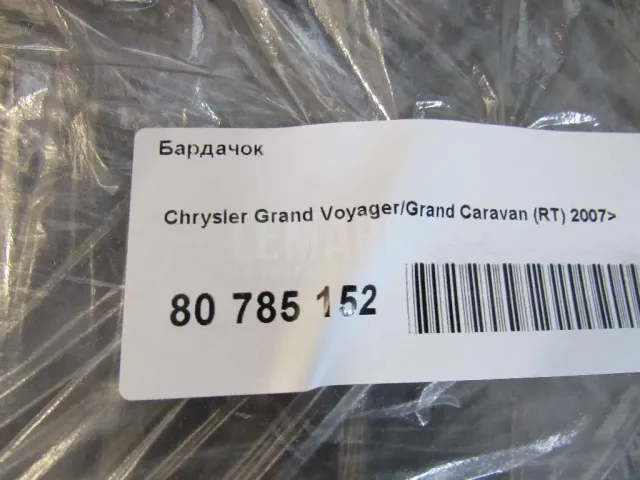 Бардачок
Chrysler Grand Voyager/Grand Caravan (RT) 2007>
80 785 152